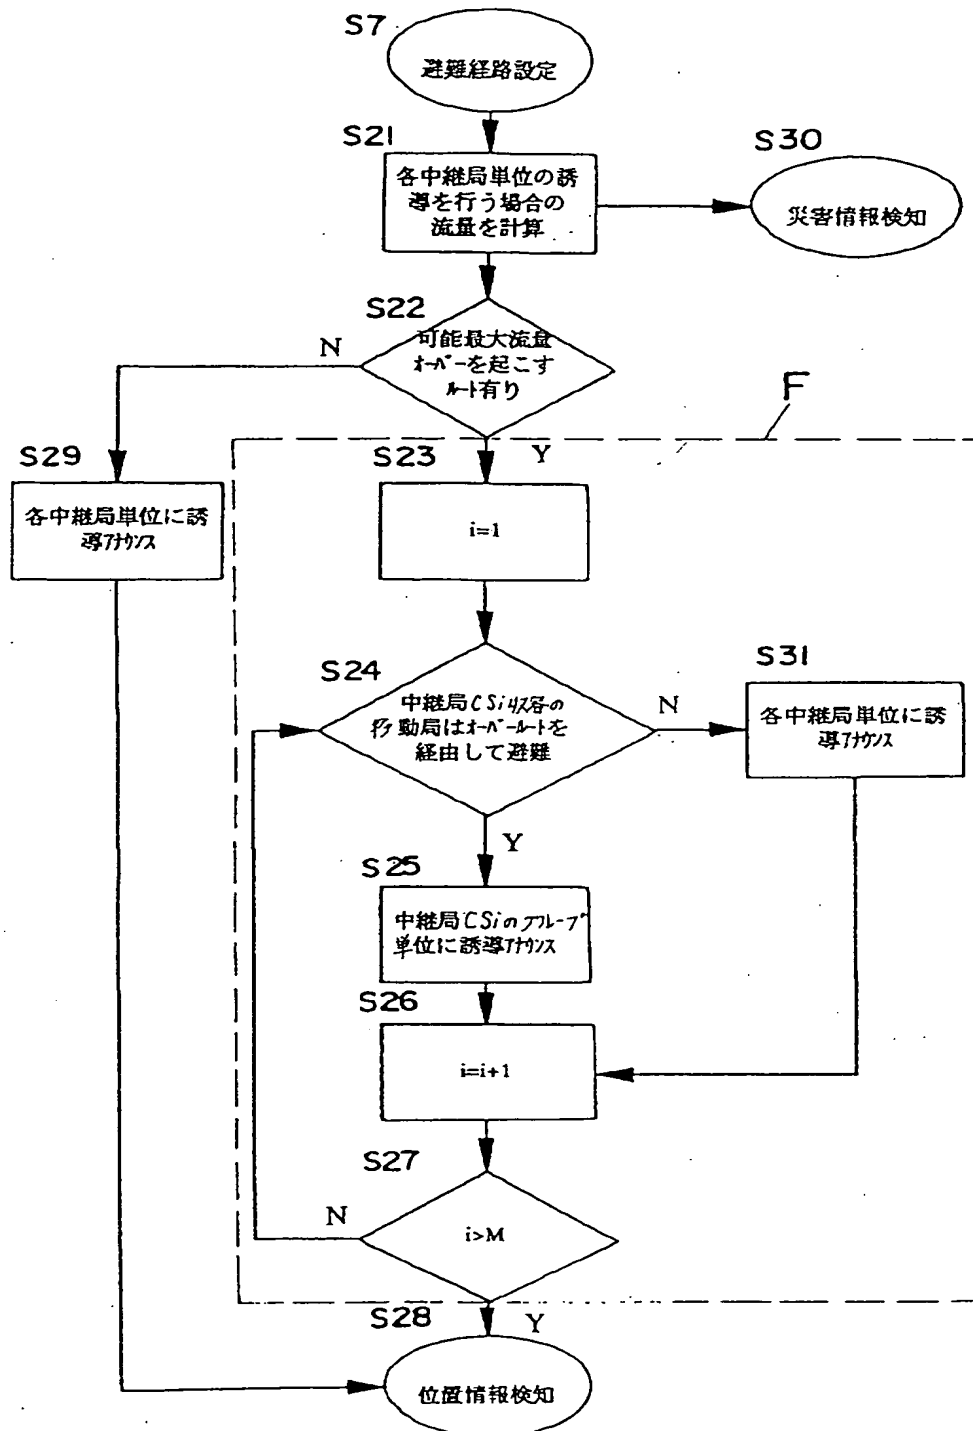 S7
避難経路設定
S21
各中継局単位の誘
導を行う場合の
流量を計算
S30
災害情報検知
S22
可能最大流量
オーバーを起こす
ルート有り
N
Y
F
S29
各中継局単位に誘
導アナウンス
S23
i=1
S24
中継局CSi収容の
移動局はオーバールートを
経由して避難
N
Y
S31
各中継局単位に誘
導アナウンス
S25
中継局CSiのグループ
単位に誘導アナウンス
S26
i=i+1
S27
i>M
N
Y
S28
位置情報検知